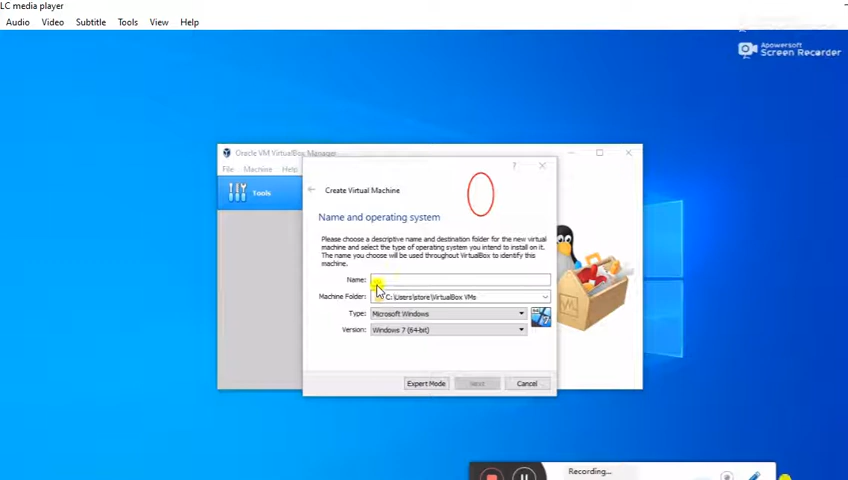 LC media player
Audio Video Subtitle Tools View Help
Apowersoft
Screen Recorder
Oracle VM VirtualBox Manager
File Machine Help
Tools
? 
Create Virtual Machine
Name and operating system
Please choose a descriptive name and destination folder for the new virtual
machine and select the type of operating system you intend to install on it.
The name you choose will be used throughout VirtualBox to identify this
machine.
Name:
Machine Folder: C:\Users\store\VirtualBox VMs
Type: Microsoft Windows
Version: Windows 7 (64-bit)
Expert Mode Next Cancel
Recording...